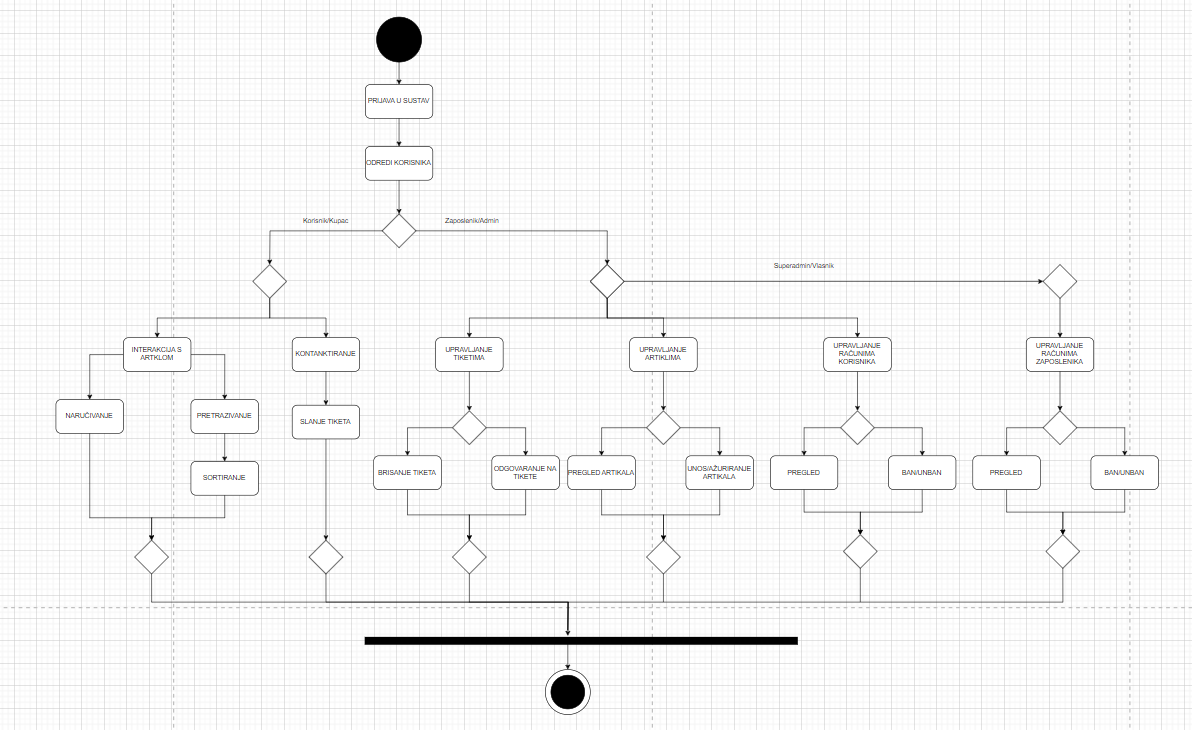 PRIJAVA U SUSTAV
ODREDI KORISNIKA
Korisnik/Kupac
Zaposlenik/Admin
Superadmin/Vlasnik
INTERAKCIJA S
ARTKLOM
KONTANKTIRANJE
UPRAVLJANJE
TIKETIMA
UPRAVLJANJE
ARTIKLIMA
UPRAVLJANJE
RAČUNIMA
KORISNIKA
UPRAVLJANJE
RAČUNIMA
ZAPOSLENIKA
NARUČIVANJE
PRETRAZIVANJE
SLANJE TIKETA
SORTIRANJE
BRISANJE TIKETA
ODGOVARANJE NA
TIKETE
PREGLED ARTIKALA
UNOS/AŽURIRANJE
ARTIKALA
PREGLED
BAN/UNBAN
PREGLED
BAN/UNBAN